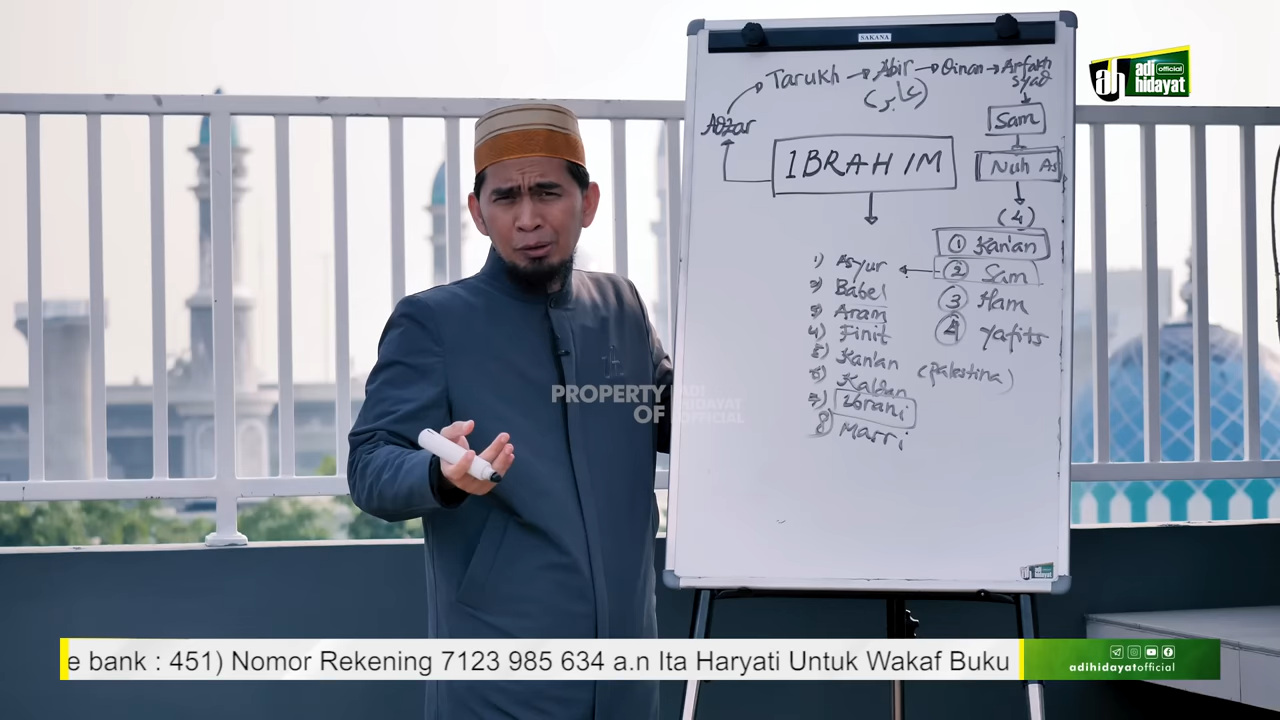 SAKANA
Tarukh → Abir → Qinan → Arfakh
syad
(عابر)
Adzar
Sam
IBRAHIM
Nuh As
(4)
① Kan'an
② Sam
③ Ham
④ Yafits
1) Asyur
2) Babel
3) Aram
4) Finit
5) Kan'an (Palestina)
6) Kaldan
7) Ibrani
8) Marri
adi official
hidayat
PROPERTY OF
ADI HIDAYAT OFFICIAL
adi hidayat
e bank : 451) Nomor Rekening 7123 985 634 a.n Ita Haryati Untuk Wakaf Buku
adihidayatofficial